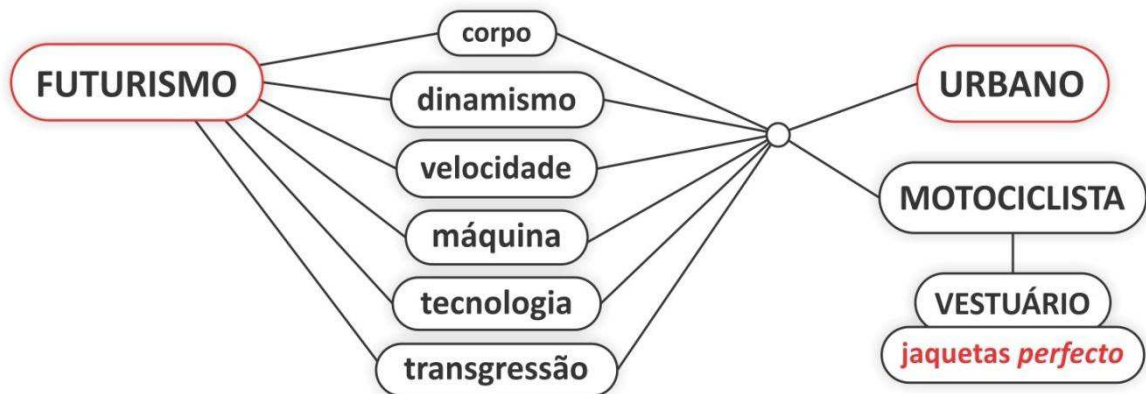 FUTURISMO
corpo
dinamismo
velocidade
máquina
tecnologia
transgressão
URBANO
MOTOCICLISTA
VESTUÁRIO
jaquetas perfecto